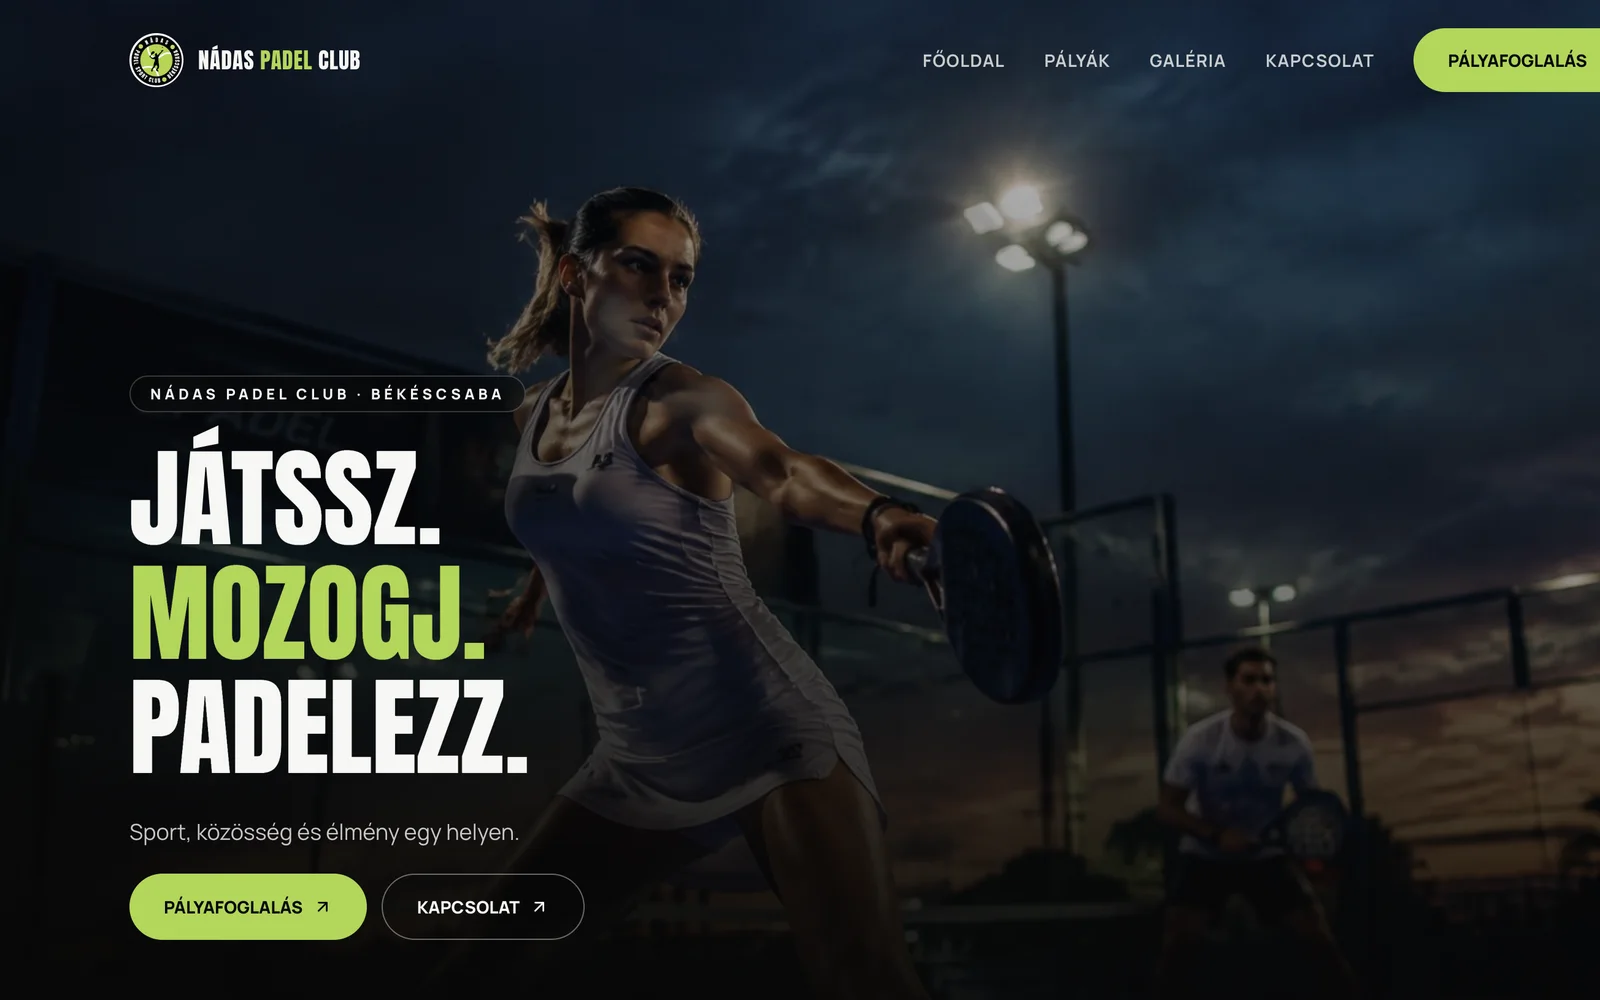 NÁDAS PADEL CLUB
FŐOLDAL
PÁLYÁK
GALÉRIA
KAPCSOLAT
PÁLYAFOGLALÁS
NÁDAS PADEL CLUB · BÉKÉSCSABA
JÁTSSZ.
MOZOGJ.
PADELEZZ.
Sport, közösség és élmény egy helyen.
PÁLYAFOGLALÁS
KAPCSOLAT